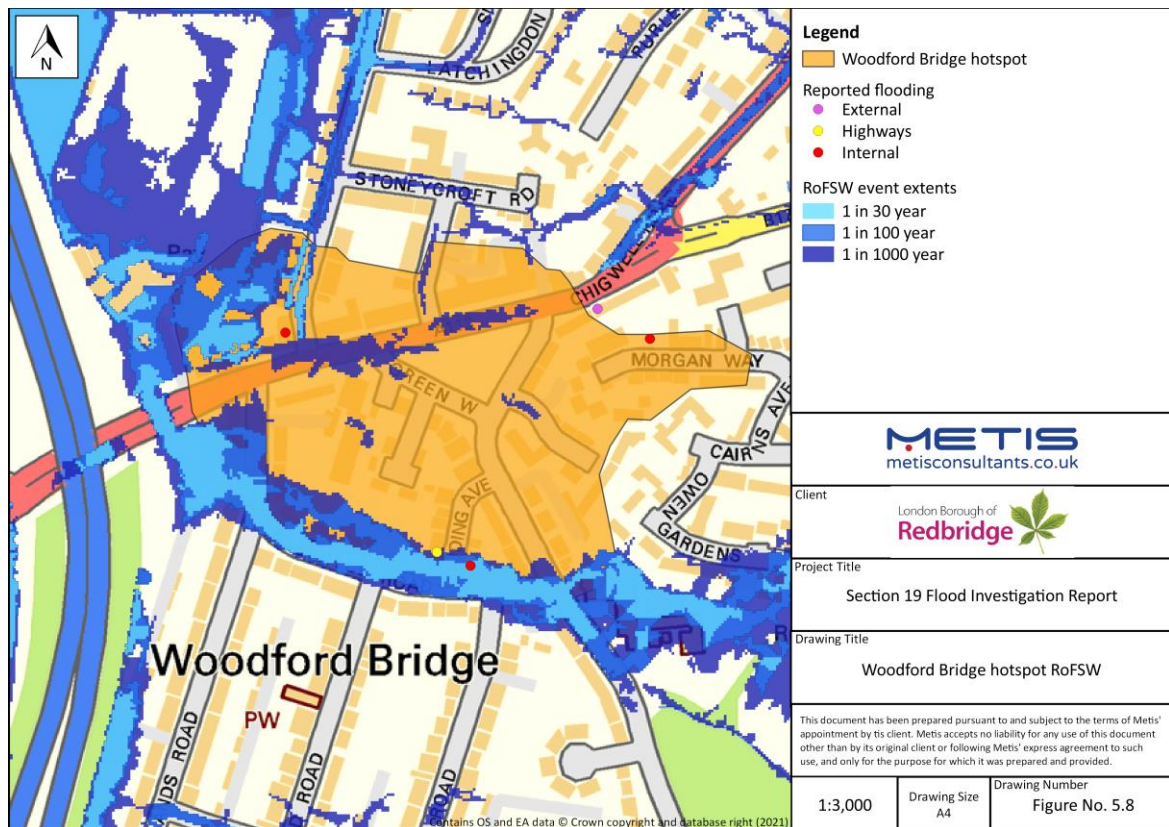 N
LATCHINGDON
STONEYCROFT RD
CHIGWELL
MORGAN WAY
GREEN W
CAIRNS AVE
OWEN
GARDENS
DING AVE
Woodford Bridge
PW
NDS ROAD
ROAD
ROAD
Contains OS and EA data © Crown copyright and database right (2021)
Legend
Woodford Bridge hotspot
Reported flooding
External
Highways
Internal
RoFSW event extents
1 in 30 year
1 in 100 year
1 in 1000 year
METIS
metisconsultants.co.uk
Client
London Borough of
Redbridge
Project Title
Section 19 Flood Investigation Report
Drawing Title
Woodford Bridge hotspot RoFSW
This document has been prepared pursuant to and subject to the terms of Metis'
appointment by tis client. Metis accepts no liability for any use of this document
other than by its original client or following Metis' express agreement to such
use, and only for the purpose for which it was prepared and provided.
1:3,000
Drawing Size
A4
Drawing Number
Figure No. 5.8